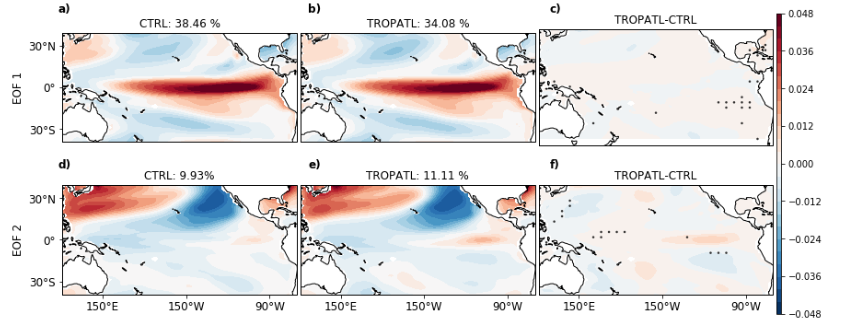 a)
b)
c)
CTRL: 38.46 %
TROPATL: 34.08 %
TROPATL-CTRL
30°N
0°
30°S
EOF 1
d)
e)
f)
CTRL: 9.93%
TROPATL: 11.11 %
TROPATL-CTRL
30°N
0°
30°S
EOF 2
150°E
150°W
90°W
150°E
150°W
90°W
150°E
150°W
90°W
0.048
0.036
0.024
0.012
0.000
−0.012
−0.024
−0.036
−0.048